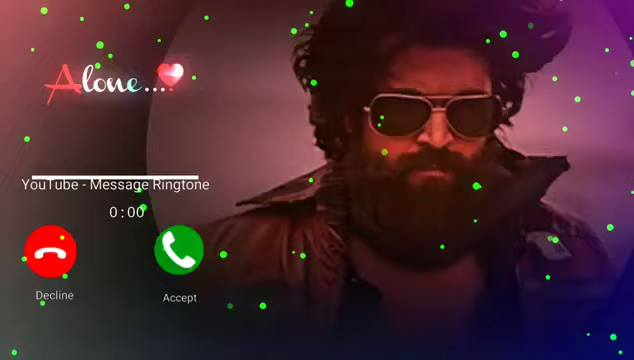 Alone....
YouTube - Message Ringtone
0:00
Decline
Accept